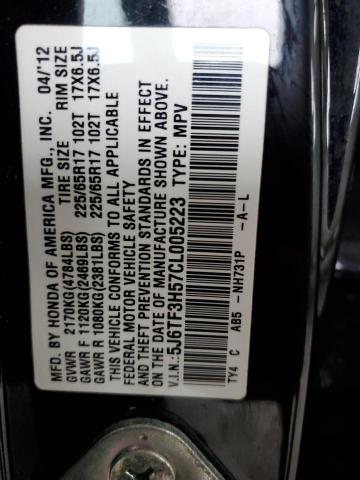 MFD. BY HONDA OF AMERICA MFG., INC. 04/'12
TIRE SIZE RIM SIZE
GVWR 2170KG(4784LBS)
GAWR F 1120KG(2469LBS) 225/65R17 102T 17X6.5J
GAWR R 1080KG(2381LBS) 225/65R17 102T 17X6.5J
THIS VEHICLE CONFORMS TO ALL APPLICABLE
FEDERAL MOTOR VEHICLE SAFETY
AND THEFT PREVENTION STANDARDS IN EFFECT
ON THE DATE OF MANUFACTURE SHOWN ABOVE.
V.I.N.: 5J6TF3H57CL005223 TYPE: MPV
TY4 C AB5 - NH731P -A-L